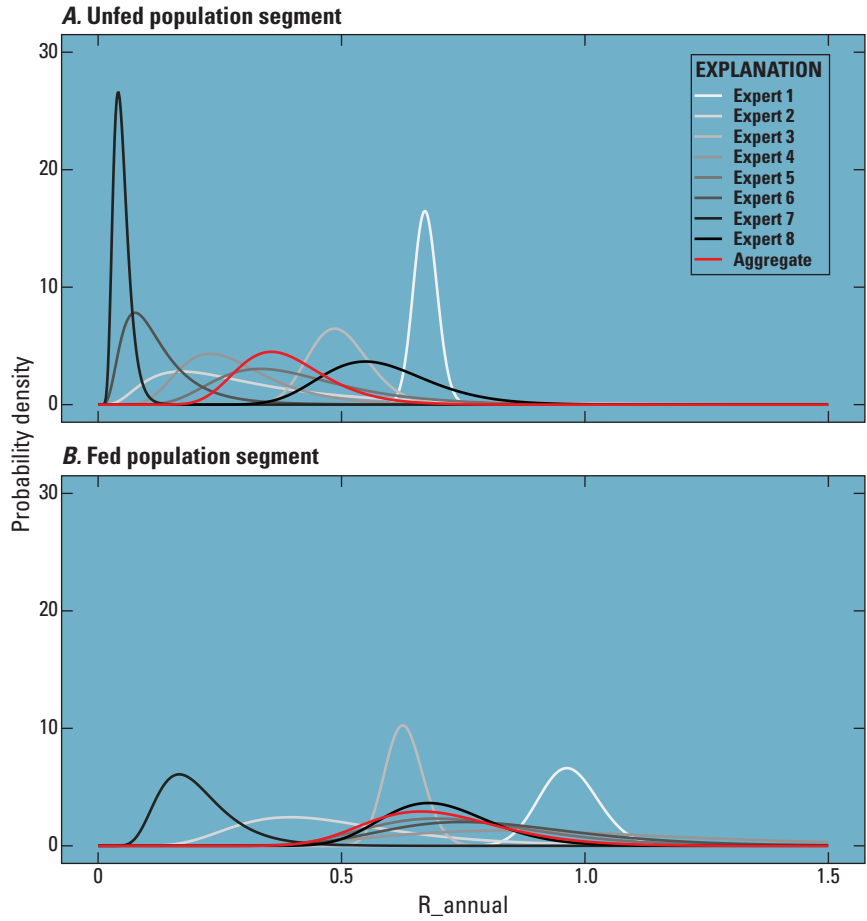 A. Unfed population segment
30
20
10
0
EXPLANATION
Expert 1
Expert 2
Expert 3
Expert 4
Expert 5
Expert 6
Expert 7
Expert 8
Aggregate
Probability density
B. Fed population segment
30
20
10
0
0 0.5 1.0 1.5
R_annual